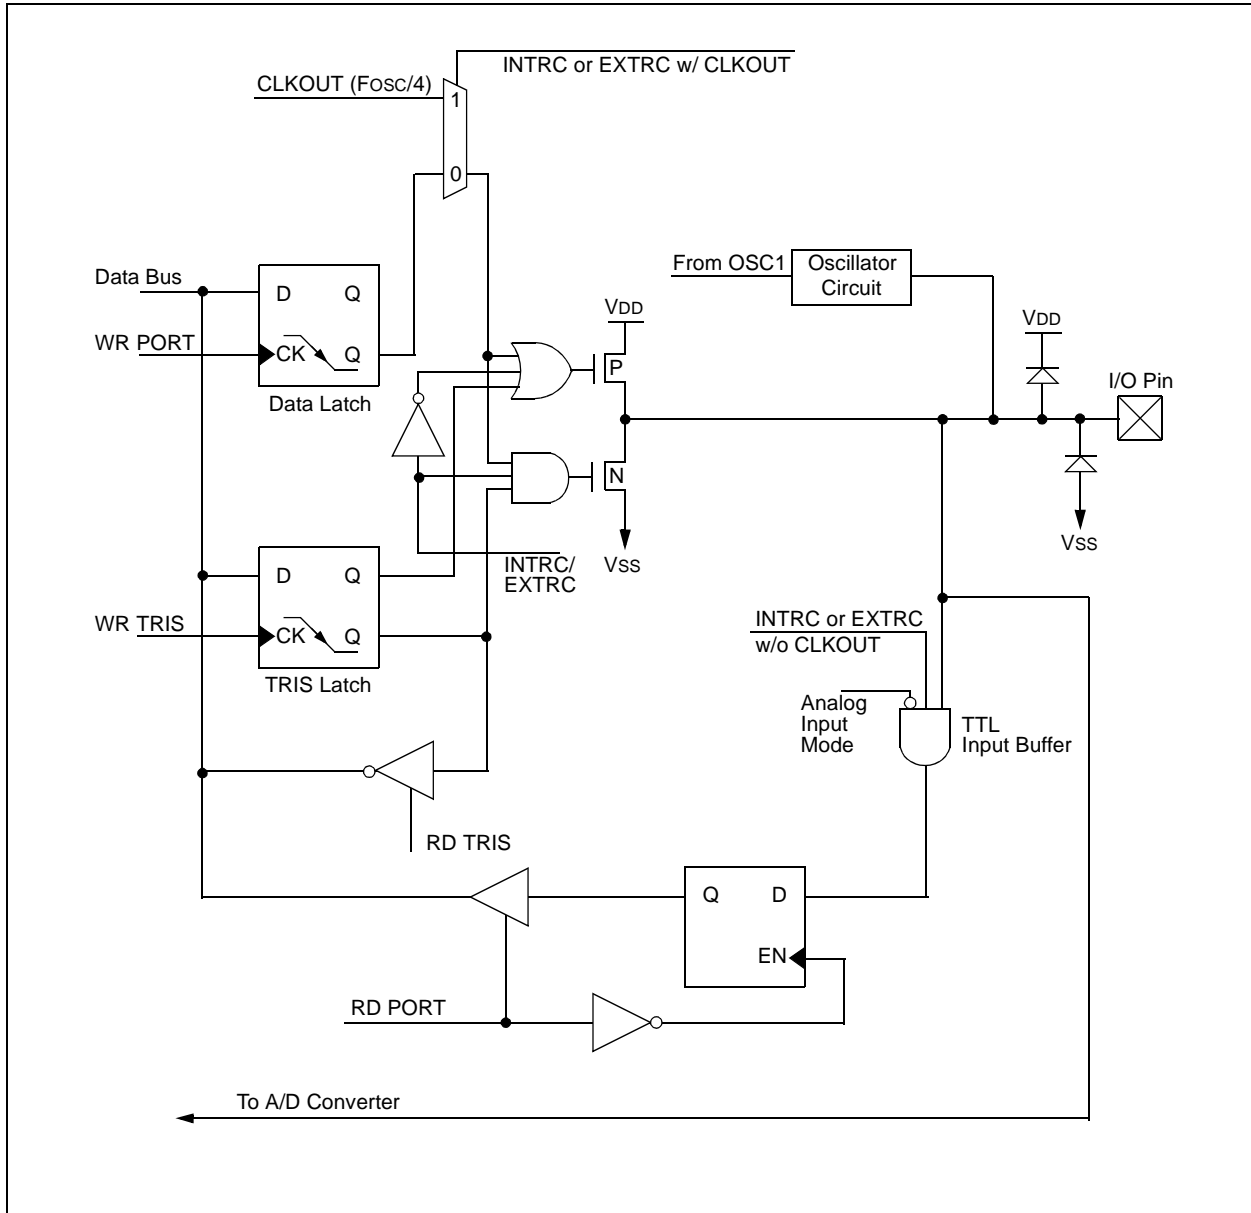 INTRC or EXTRC w/ CLKOUT
CLKOUT (FOSC/4)
1
0
From OSC1
Oscillator
Circuit
Data Bus
D
Q
VDD
VDD
WR PORT
CK
Q
P
I/O Pin
Data Latch
N
VSS
INTRC/
EXTRC
VSS
D
Q
WR TRIS
CK
Q
INTRC or EXTRC
w/o CLKOUT
TRIS Latch
Analog
Input
Mode
TTL
Input Buffer
RD TRIS
Q
D
EN
RD PORT
To A/D Converter